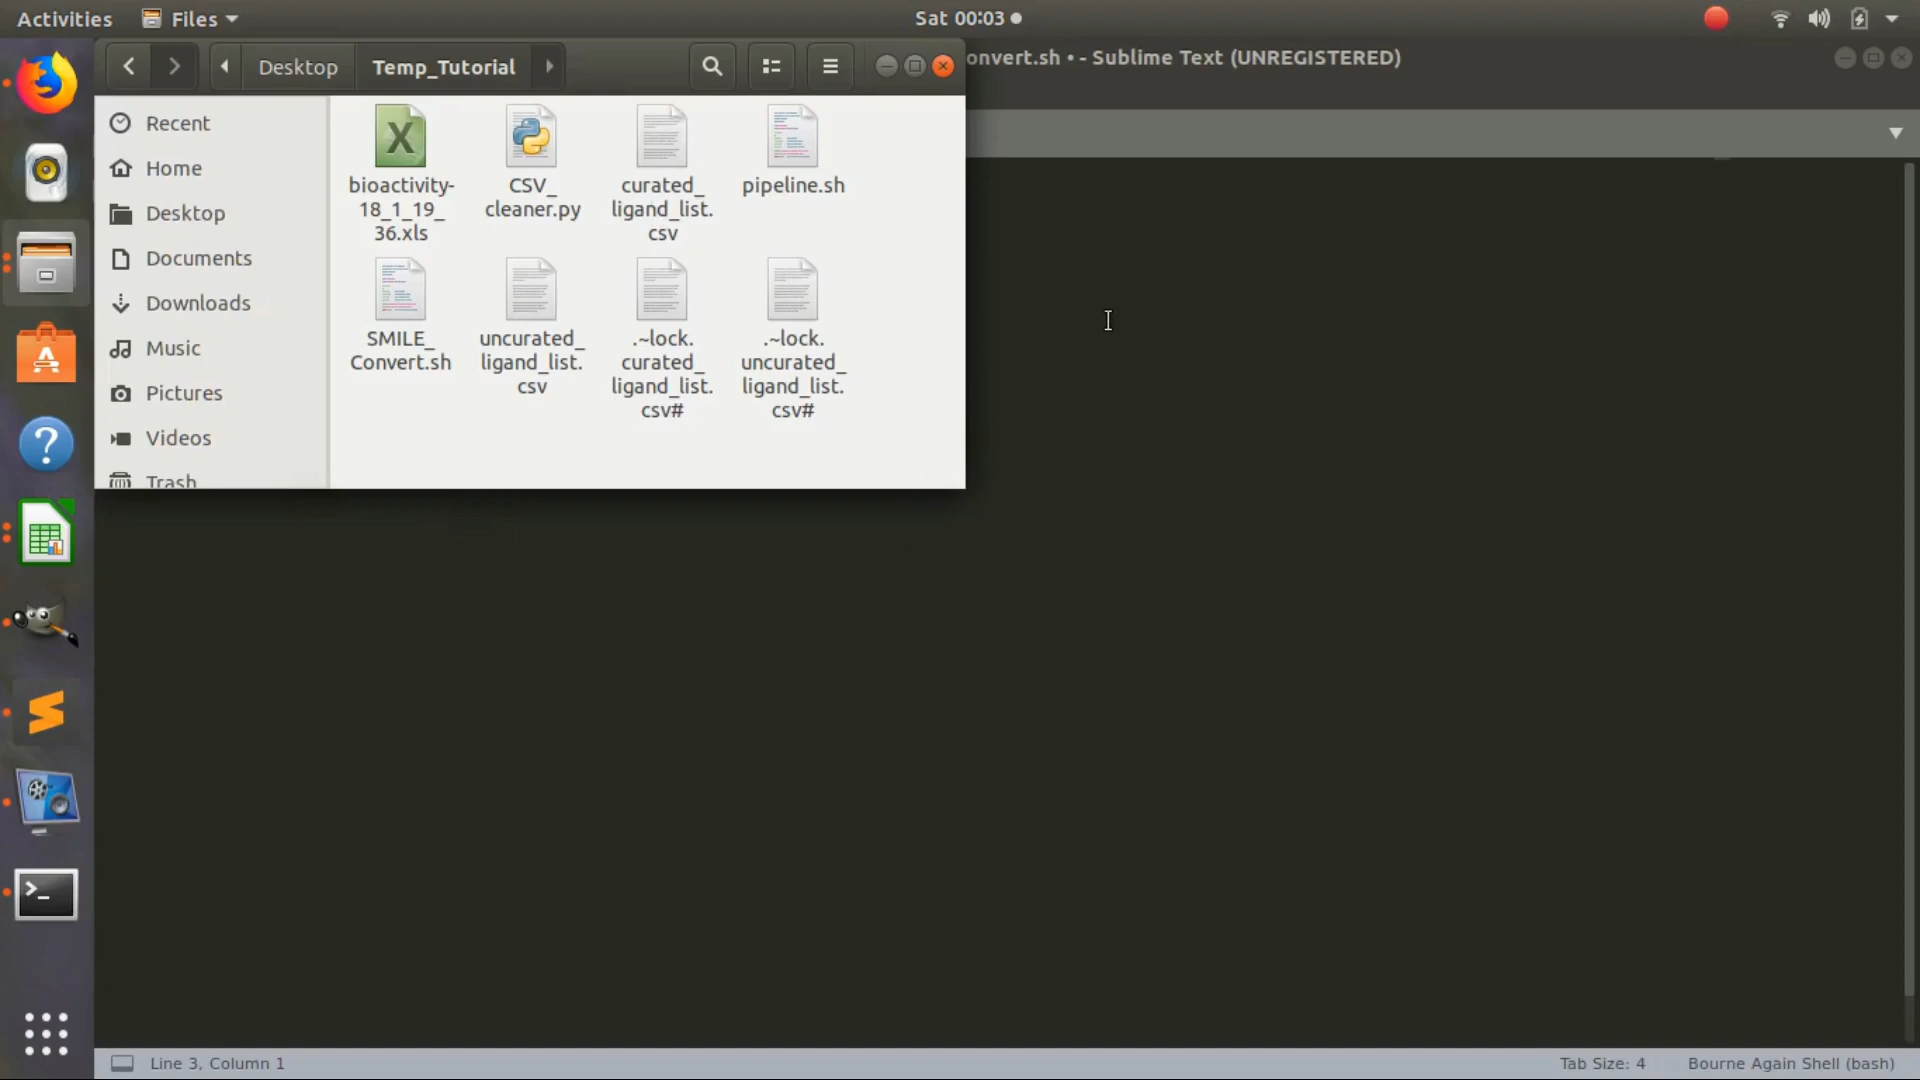 Activities
Files
Sat 00:03
Desktop
Temp_Tutorial
onvert.sh • - Sublime Text (UNREGISTERED)
Recent
Home
Desktop
Documents
Downloads
Music
Pictures
Videos
Trash
bioactivity-
18_1_19_
36.xls
CSV_
cleaner.py
curated_
ligand_list.
csv
pipeline.sh
SMILE_
Convert.sh
uncurated_
ligand_list.
csv
.~lock.
curated_
ligand_list.
csv#
.~lock.
uncurated_
ligand_list.
csv#
Line 3, Column 1
Tab Size: 4
Bourne Again Shell (bash)